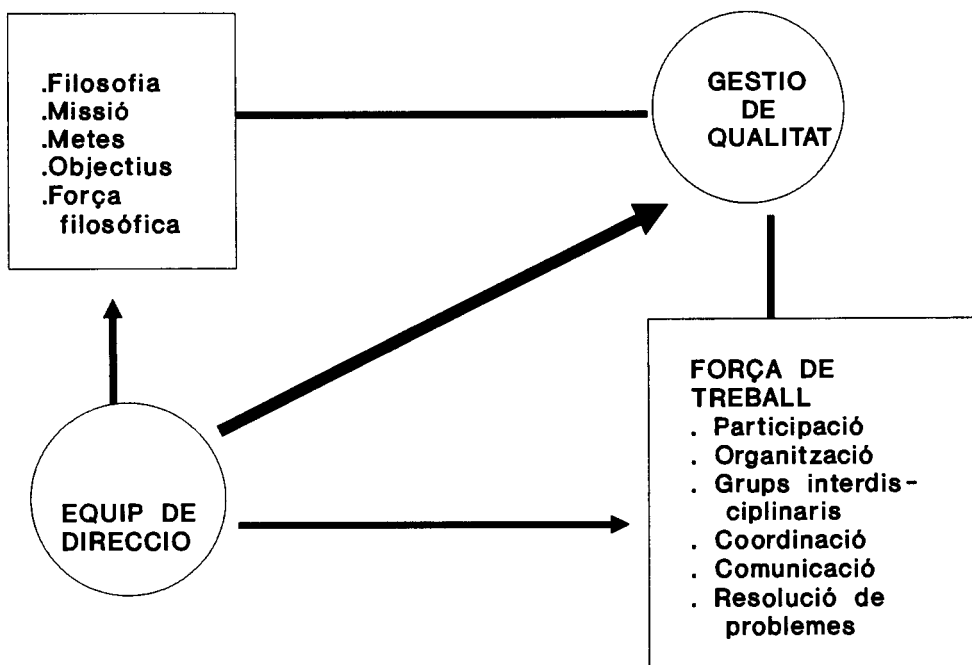 .Filosofia
.Missió
.Metes
.Objectius
.Força
filosófica
GESTIO
DE
QUALITAT
EQUIP DE
DIRECCIO
FORÇA DE
TREBALL
. Participació
. Organització
. Grups interdis-
ciplinaris
. Coordinació
. Comunicació
. Resolució de
problemes